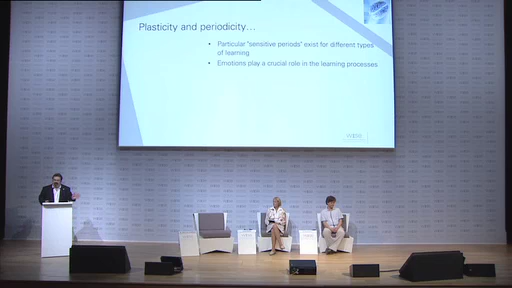 Plasticity and periodicity…
• Particular "sensitive periods" exist for different types
of learning
• Emotions play a crucial role in the learning processes